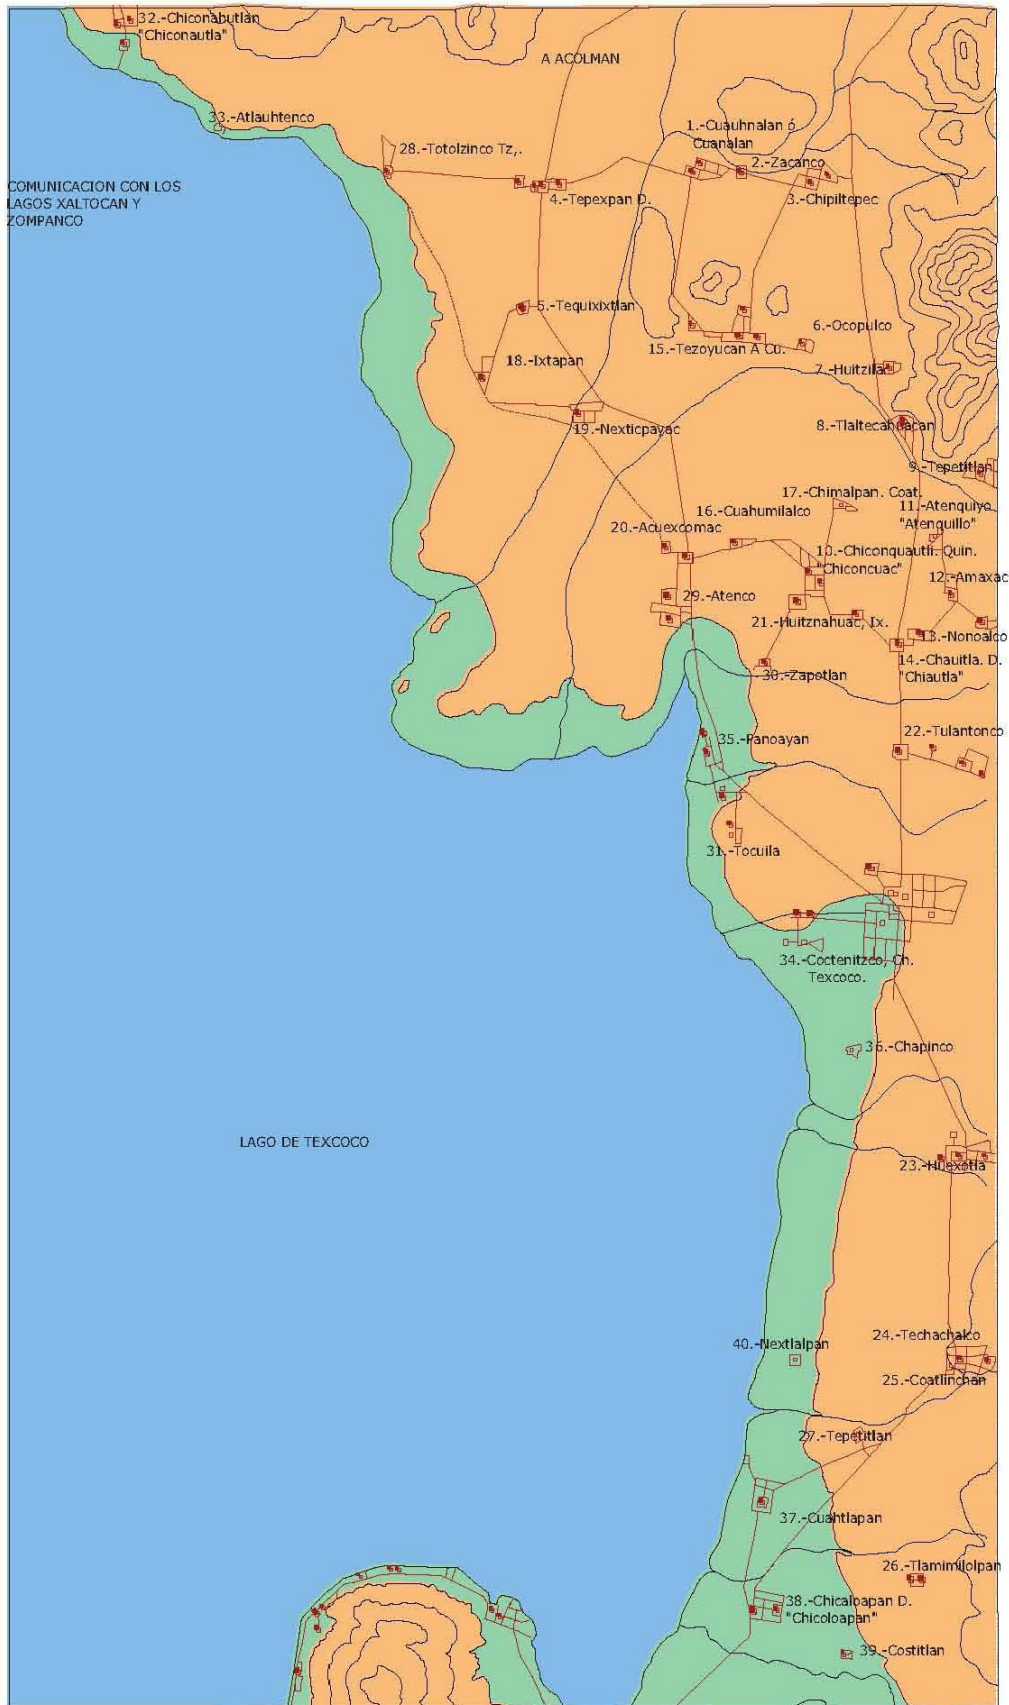 32.-Chiconahutlan
"Chiconautla"
A ACOLMAN
33.-Atlauhtenco
1.-Cuauhnalan ó
Cuanalan
28.-Totolzinco Tz,.
2.-Zacanco
COMUNICACION CON LOS
LAGOS XALTOCAN Y
ZOMPANCO
4.-Tepexpan D.
3.-Chipiltepec
5.-Tequixixtlan
6.-Ocopulco
15.-Tezoyucan A Cu.
18.-Ixtapan
7.-Huitzila
19.-Nexticpayac
8.-Tlaltecahuacan
9.-Tepetitlan
17.-Chimalpan. Coat.
16.-Cuahumilalco
11.-Atenquiyo
"Atenquillo"
20.-Acuexcomac
10.-Chiconquautli. Quin.
"Chiconcuac"
12.-Amaxac
29.-Atenco
21.-Huitznahuac, Ix.
13.-Nonoalco
14.-Chauitla. D.
"Chiautla"
30.-Zapotlan
22.-Tulantonco
35.-Panoayan
31.-Tocuila
34.-Coctenitzco, Ch.
Texcoco.
36.-Chapinco
LAGO DE TEXCOCO
23.-Huexotla
24.-Techachalco
40.-Nextlalpan
25.-Coatlinchan
27.-Tepetitlan
37.-Cuahtlapan
26.-Tlamimilolpan
38.-Chicaloapan D.
"Chicoloapan"
39.-Costitlan